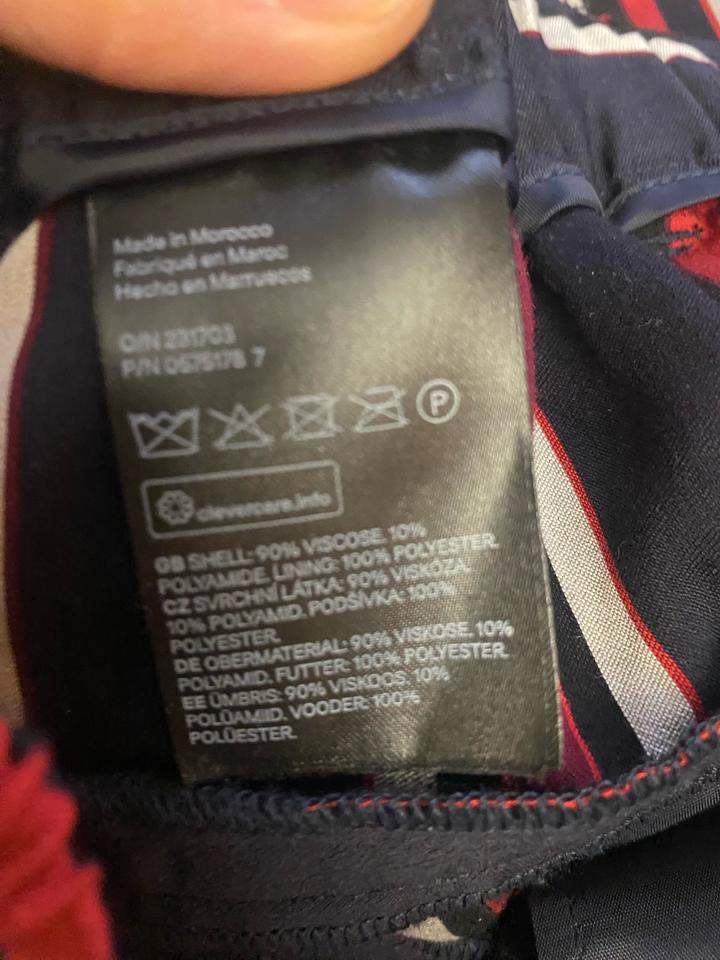 Made in Morocco
Fabriqué en Maroc
Hecho en Marruecos
O/N 231703
P/N 0575178 7
P
clevercare.info
GB SHELL: 90% VISCOSE. 10%
POLYAMIDE. LINING: 100% POLYESTER.
CZ SVRCHNÍ LÁTKA: 90% VISKÓZA.
10% POLYAMID. PODŠÍVKA: 100%
POLYESTER.
DE OBERMATERIAL: 90% VISKOSE. 10%
POLYAMID. FUTTER: 100% POLYESTER.
EE ÜMBRIS: 90% VISKOOS. 10%
POLÜAMIID. VOODER: 100%
POLÜESTER.